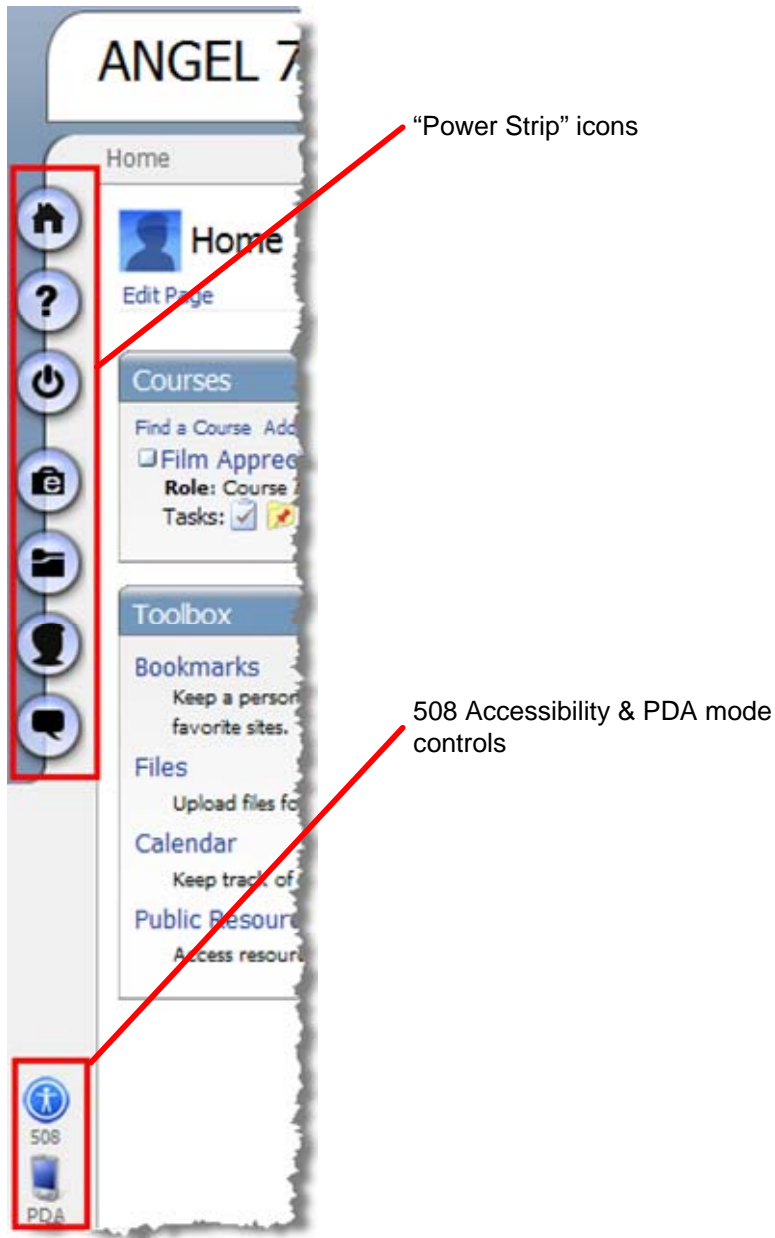 ANGEL 7
“Power Strip” icons
Home
Home
Edit Page
Courses
Find a Course Add
Film Apprec
Role: Course
Tasks:
Toolbox
Bookmarks
Keep a person
favorite sites.
508 Accessibility & PDA mode
controls
Files
Upload files fo
Calendar
Keep track of
Public Resour
Access resour
508
PDA